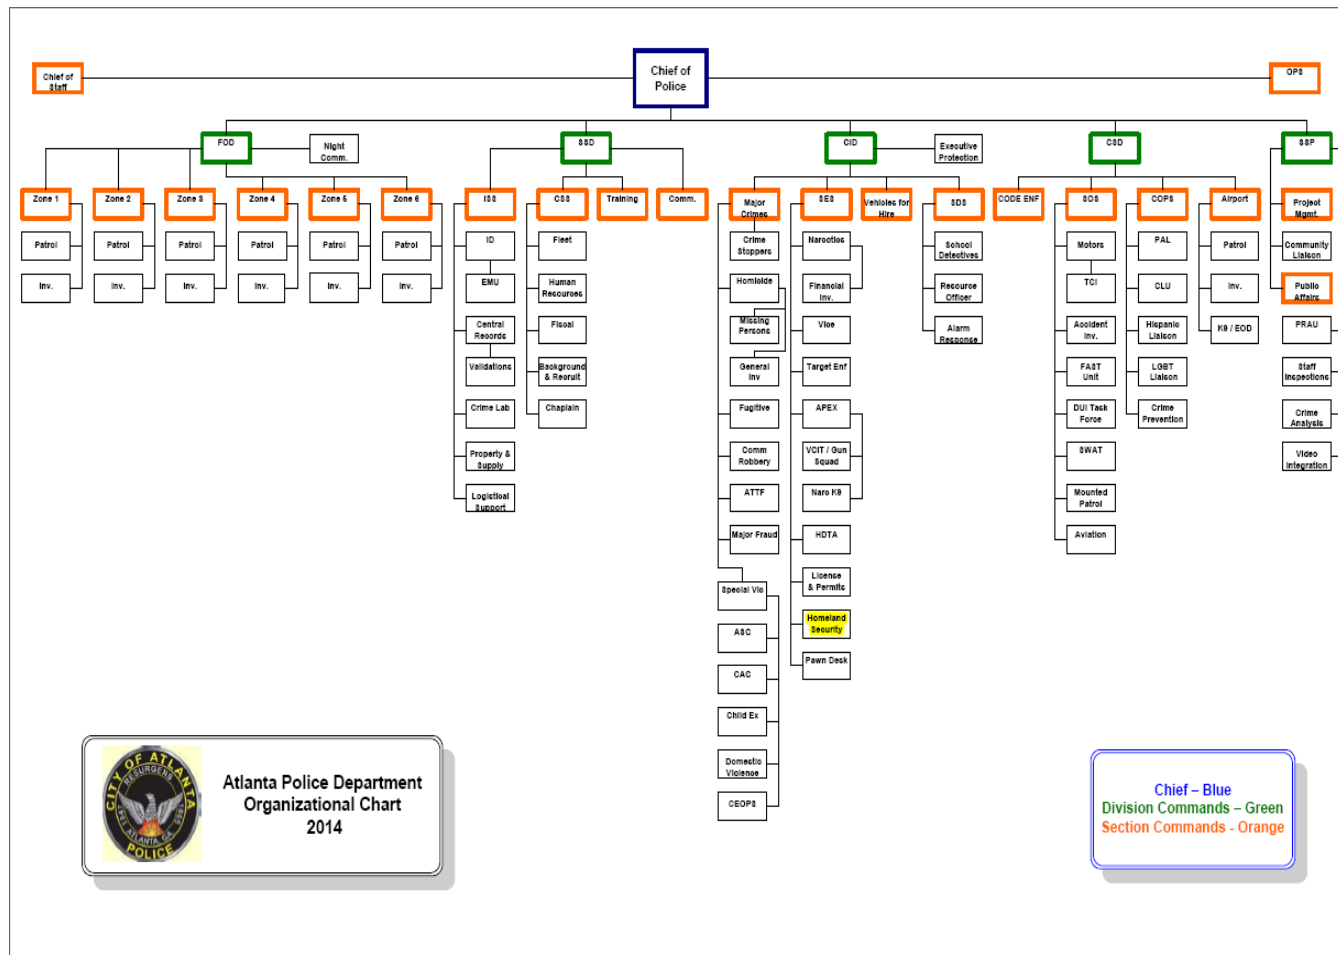 Chief of
Staff
Chief of
Police
OPS
FOD
Night
Comm.
SSD
CID
Executive
Protection
CSD
SSP
Zone 1
Zone 2
Zone 3
Zone 4
Zone 5
Zone 6
ISS
CSS
Training
Comm.
Major
Crimes
SES
Vehicles for
Hire
SDS
CODE ENF
SOS
COPS
Airport
Project
Mgmt.
Patrol
Patrol
Patrol
Patrol
Patrol
Patrol
ID
Fleet
Crime
Stoppers
Narcotics
School
Detectives
Motors
PAL
Patrol
Community
Liaison
Inv.
Inv.
Inv.
Inv.
Inv.
Inv.
EMU
Human
Resources
Homicide
Financial
Inv.
Resource
Officer
TCI
CLU
Inv.
Public
Affairs
Central
Records
Fiscal
Missing
Persons
Vice
Alarm
Response
Accident
Inv.
Hispanic
Liaison
K9 / EOD
PRAU
Validations
Background
& Recruit
General
Inv
Target Enf
FAST
Unit
LGBT
Liaison
Staff
Inspections
Crime Lab
Chaplain
Fugitive
APEX
DUI Task
Force
Crime
Prevention
Crime
Analysis
Property &
Supply
Comm
Robbery
VCIT / Gun
Squad
SWAT
Video
Integration
Logistical
Support
ATTF
Narc K9
Mounted
Patrol
Major Fraud
HDTA
Aviation
Special Vic
License
& Permits
ASC
Homeland
Security
CAC
Pawn Desk
Child Ex
Domestic
Violence
CEOPS
CITY OF ATLANTA
RESURGENS
ATLANTA, GA.
POLICE
Atlanta Police Department
Organizational Chart
2014
Chief – Blue
Division Commands – Green
Section Commands - Orange